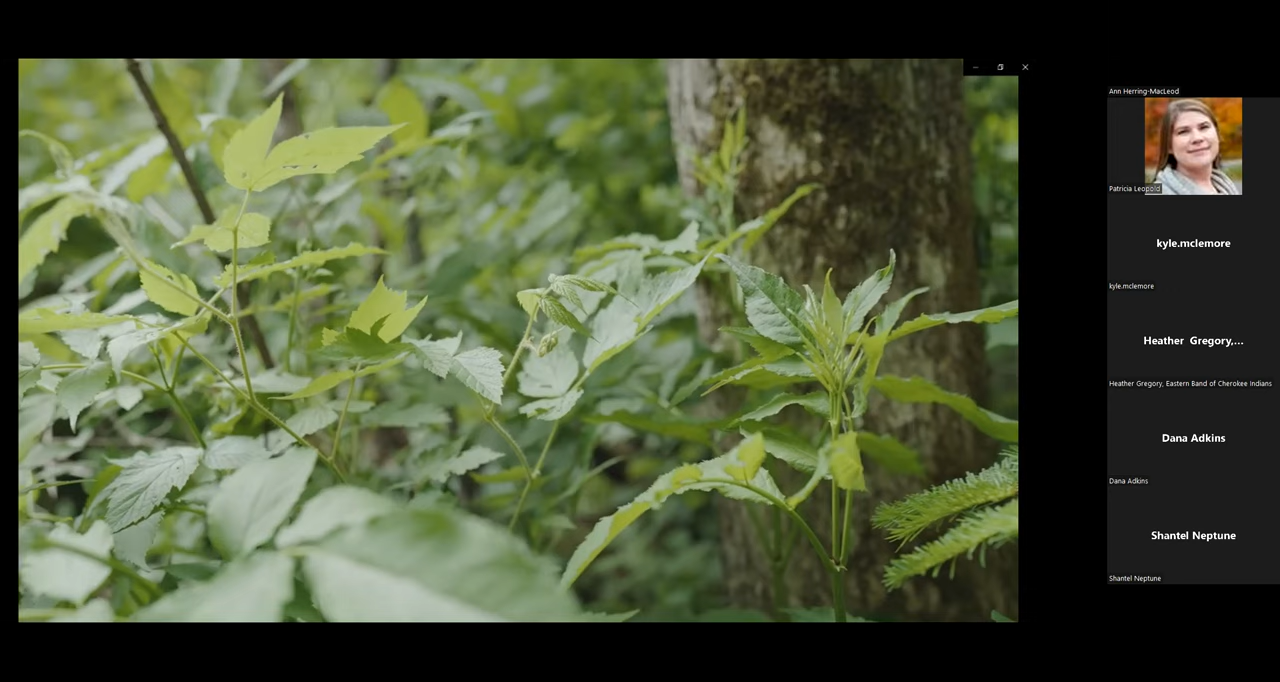 Ann Herring-MacLeod
Patricia Leopold
kyle.mclemore
kyle.mclemore
Heather Gregory,...
Heather Gregory, Eastern Band of Cherokee Indians
Dana Adkins
Dana Adkins
Shantel Neptune
Shantel Neptune